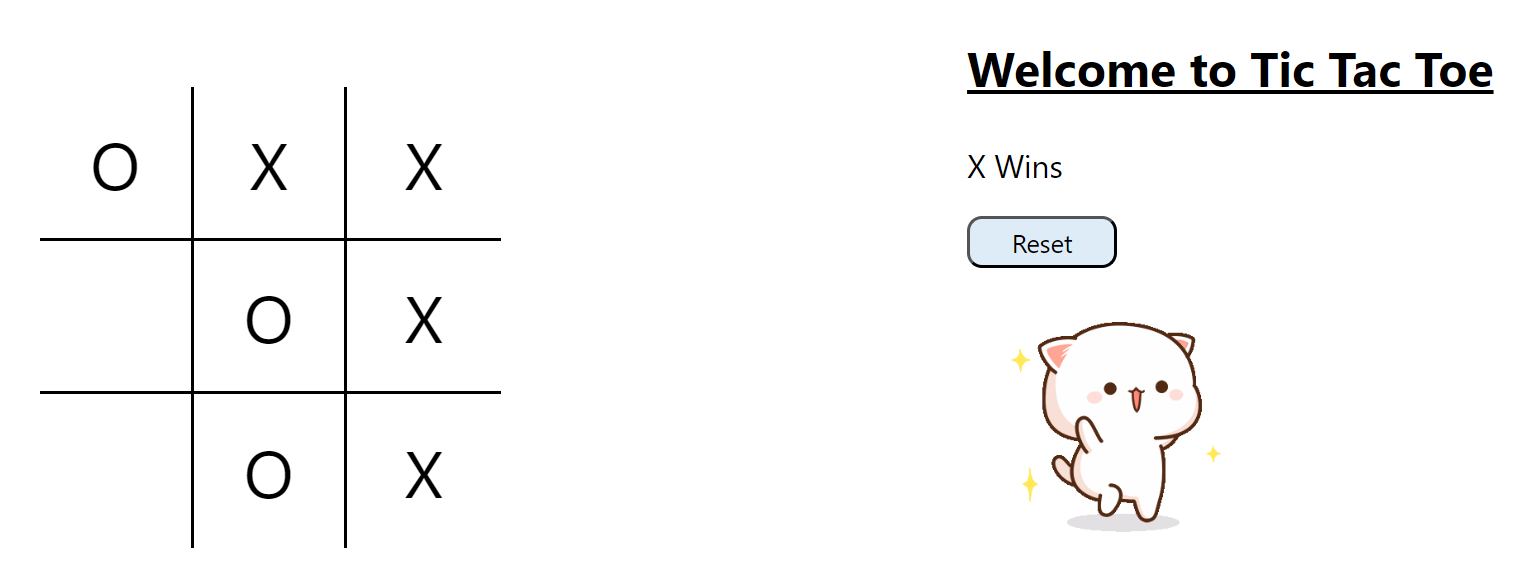 Welcome to Tic Tac Toe
O X X
O X
O X
X Wins
Reset